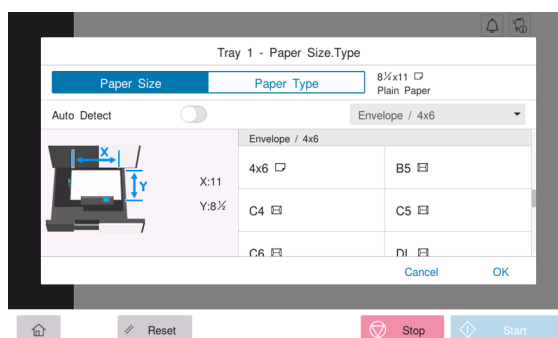 Tray 1 - Paper Size.Type
Paper Size
Paper Type
8½x11
Plain Paper
Auto Detect
Envelope / 4x6
Envelope / 4x6
X
Y
X:11
Y:8½
4x6
B5
C4
C5
C6
DL
Cancel
OK
Reset
Stop
Start